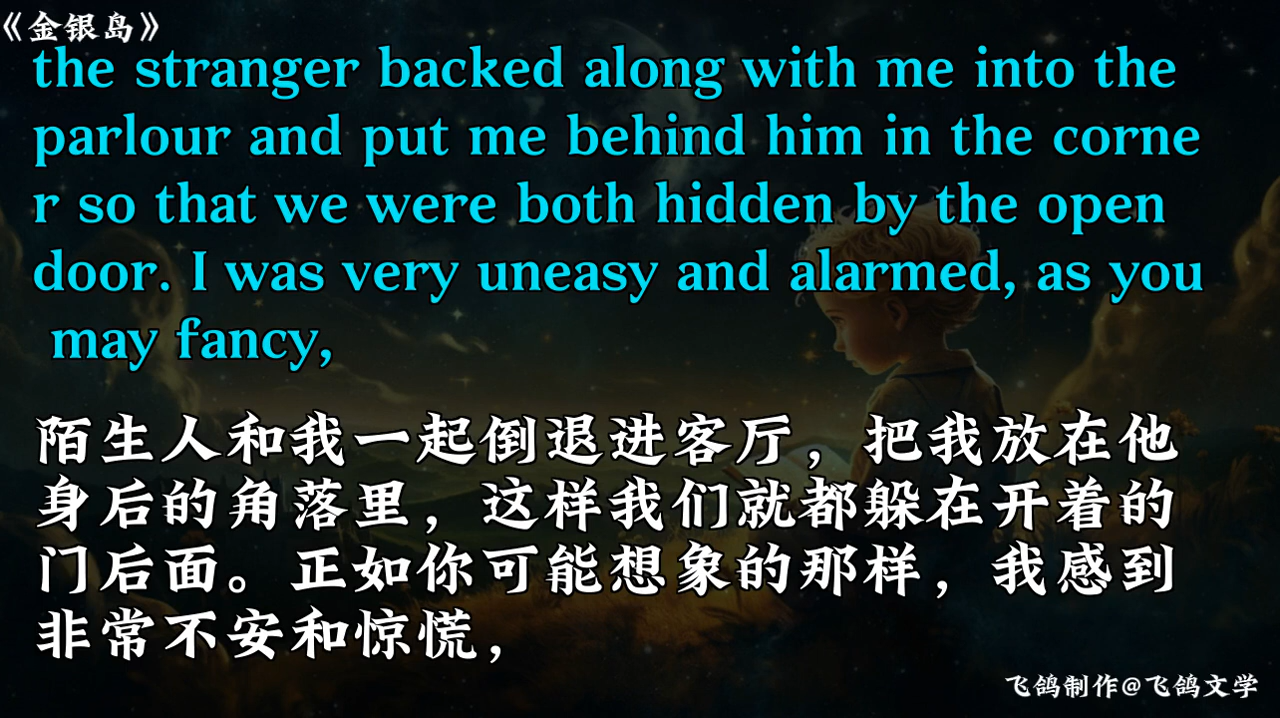 《金银岛》
the stranger backed along with me into the
parlour and put me behind him in the corne
r so that we were both hidden by the open
door. I was very uneasy and alarmed, as you
may fancy,
陌生人和我一起倒退进客厅，把我放在他
身后的角落里，这样我们就都躲在开着的
门后面。正如你可能想象的那样，我感到
非常不安和惊慌，
飞鸽制作@飞鸽文学